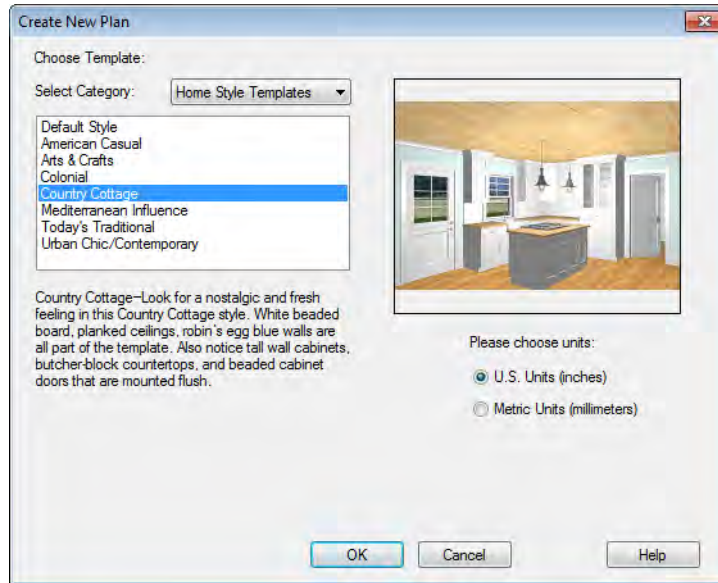 Create New Plan
Choose Template:
Select Category: Home Style Templates
Default Style
American Casual
Arts & Crafts
Colonial
Country Cottage
Mediterranean Influence
Today's Traditional
Urban Chic/Contemporary
Country Cottage–Look for a nostalgic and fresh
feeling in this Country Cottage style. White beaded
board, planked ceilings, robin's egg blue walls are
all part of the template. Also notice tall wall cabinets,
butcher-block countertops, and beaded cabinet
doors that are mounted flush.
Please choose units:
U.S. Units (inches)
Metric Units (millimeters)
OK Cancel Help